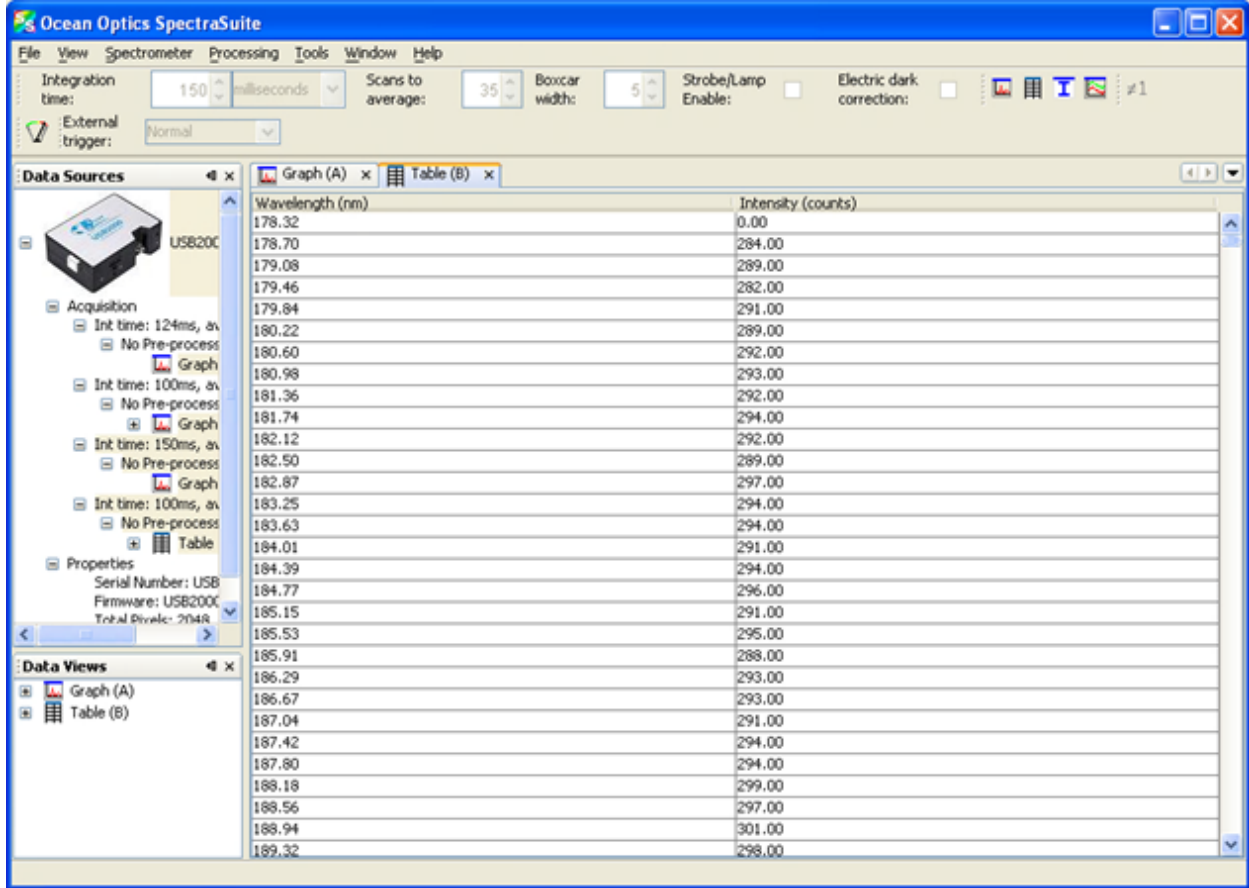 Ocean Optics SpectraSuite
File View Spectrometer Processing Tools Window Help
Integration time: 150 milliseconds Scans to average: 35 Boxcar width: 5 Strobe/Lamp Enable: Electric dark correction: ≠1
External trigger: Normal
Data Sources
USB200
Acquisition
Int time: 124ms, av
No Pre-process
Graph
Int time: 100ms, av
No Pre-process
Graph
Int time: 150ms, av
No Pre-process
Graph
Int time: 100ms, av
No Pre-process
Table
Properties
Serial Number: USB
Firmware: USB200
Total Pixels: 2048
Data Views
Graph (A)
Table (B)
Graph (A) Table (B)
Wavelength (nm) Intensity (counts)
178.32 0.00
178.70 284.00
179.08 289.00
179.46 282.00
179.84 291.00
180.22 289.00
180.60 292.00
180.98 293.00
181.36 292.00
181.74 294.00
182.12 292.00
182.50 289.00
182.87 297.00
183.25 294.00
183.63 294.00
184.01 291.00
184.39 294.00
184.77 296.00
185.15 291.00
185.53 295.00
185.91 288.00
186.29 293.00
186.67 293.00
187.04 291.00
187.42 294.00
187.80 294.00
188.18 299.00
188.56 297.00
188.94 301.00
189.32 298.00